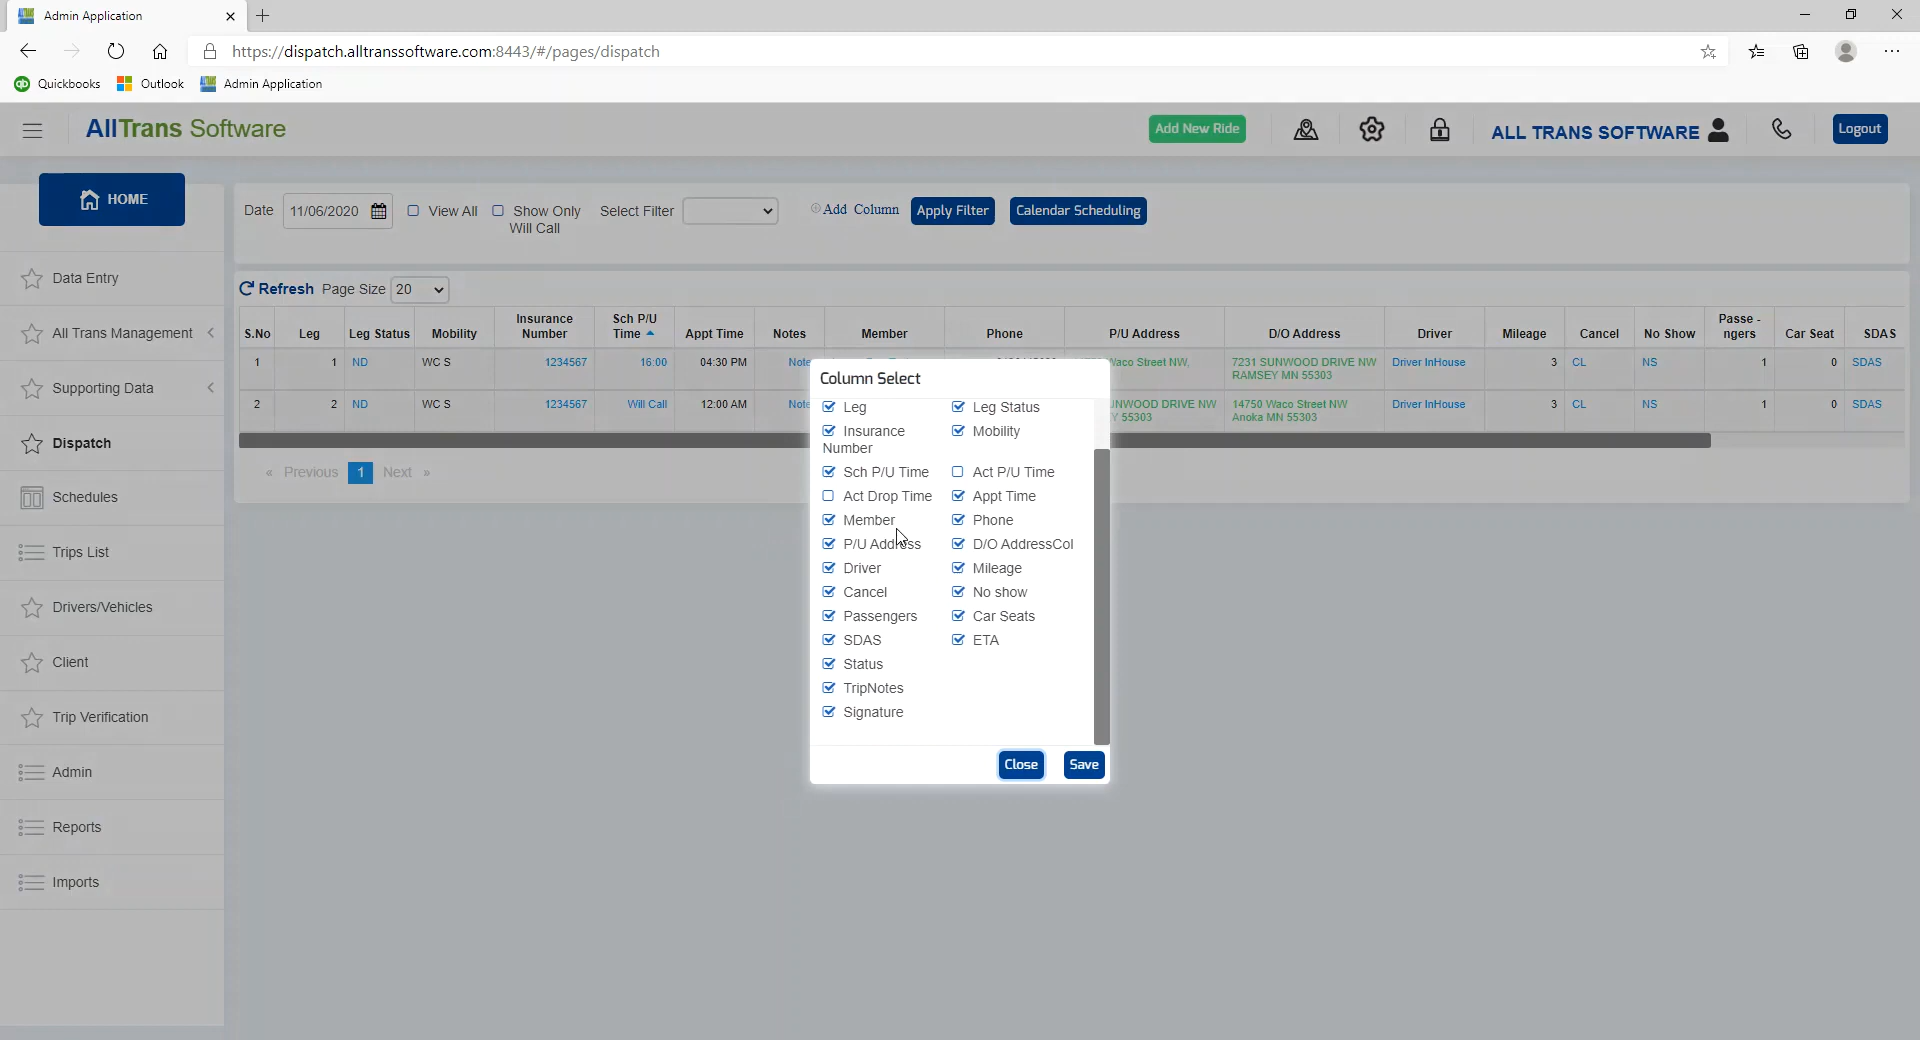 Admin Application
https://dispatch.alltranssoftware.com:8443/#/pages/dispatch
Quickbooks Outlook Admin Application
AllTrans Software
Add New Ride
ALL TRANS SOFTWARE
Logout
HOME
Data Entry
All Trans Management
Supporting Data
Dispatch
Schedules
Trips List
Drivers/Vehicles
Client
Trip Verification
Admin
Reports
Imports
Date 11/06/2020 View All Show Only Will Call Select Filter Add Column Apply Filter Calendar Scheduling
Refresh Page Size 20
S.No Leg Leg Status Mobility Insurance Number Sch P/U Time Appt Time Notes Member Phone P/U Address D/O Address Driver Mileage Cancel No Show Passe - ngers Car Seat SDAS
1 1 ND WC S 1234567 16:00 04:30 PM Note Waco Street NW, 7231 SUNWOOD DRIVE NW RAMSEY MN 55303 Driver InHouse 3 CL NS 1 0 SDAS
2 2 ND WC S 1234567 Will Call 12:00 AM Note UNWOOD DRIVE NW Y 55303 14750 Waco Street NW Anoka MN 55303 Driver InHouse 3 CL NS 1 0 SDAS
« Previous 1 Next »
Column Select
Leg Leg Status
Insurance Number Mobility
Sch P/U Time Act P/U Time
Act Drop Time Appt Time
Member Phone
P/U Address D/O AddressCol
Driver Mileage
Cancel No show
Passengers Car Seats
SDAS ETA
Status
TripNotes
Signature
Close Save